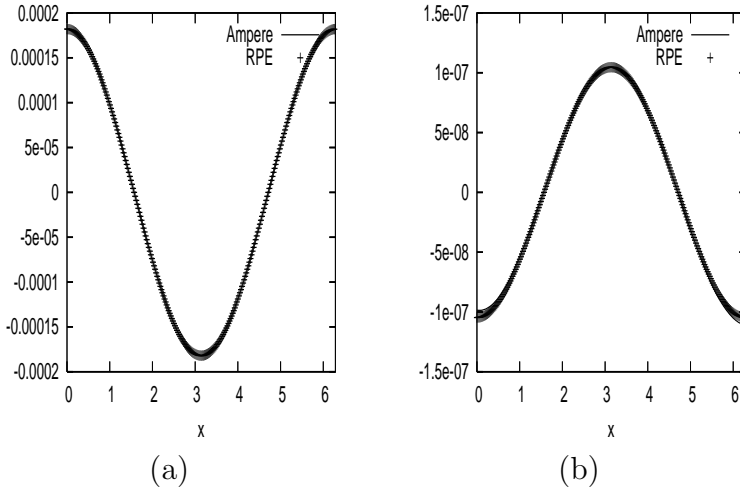 0.0002
0.00015
0.0001
5e-05
0
-5e-05
-0.0001
-0.00015
-0.0002
Ampere
RPE
0 1 2 3 4 5 6
x
(a)
1.5e-07
1e-07
5e-08
0
-5e-08
-1e-07
-1.5e-07
Ampere
RPE
0 1 2 3 4 5 6
x
(b)